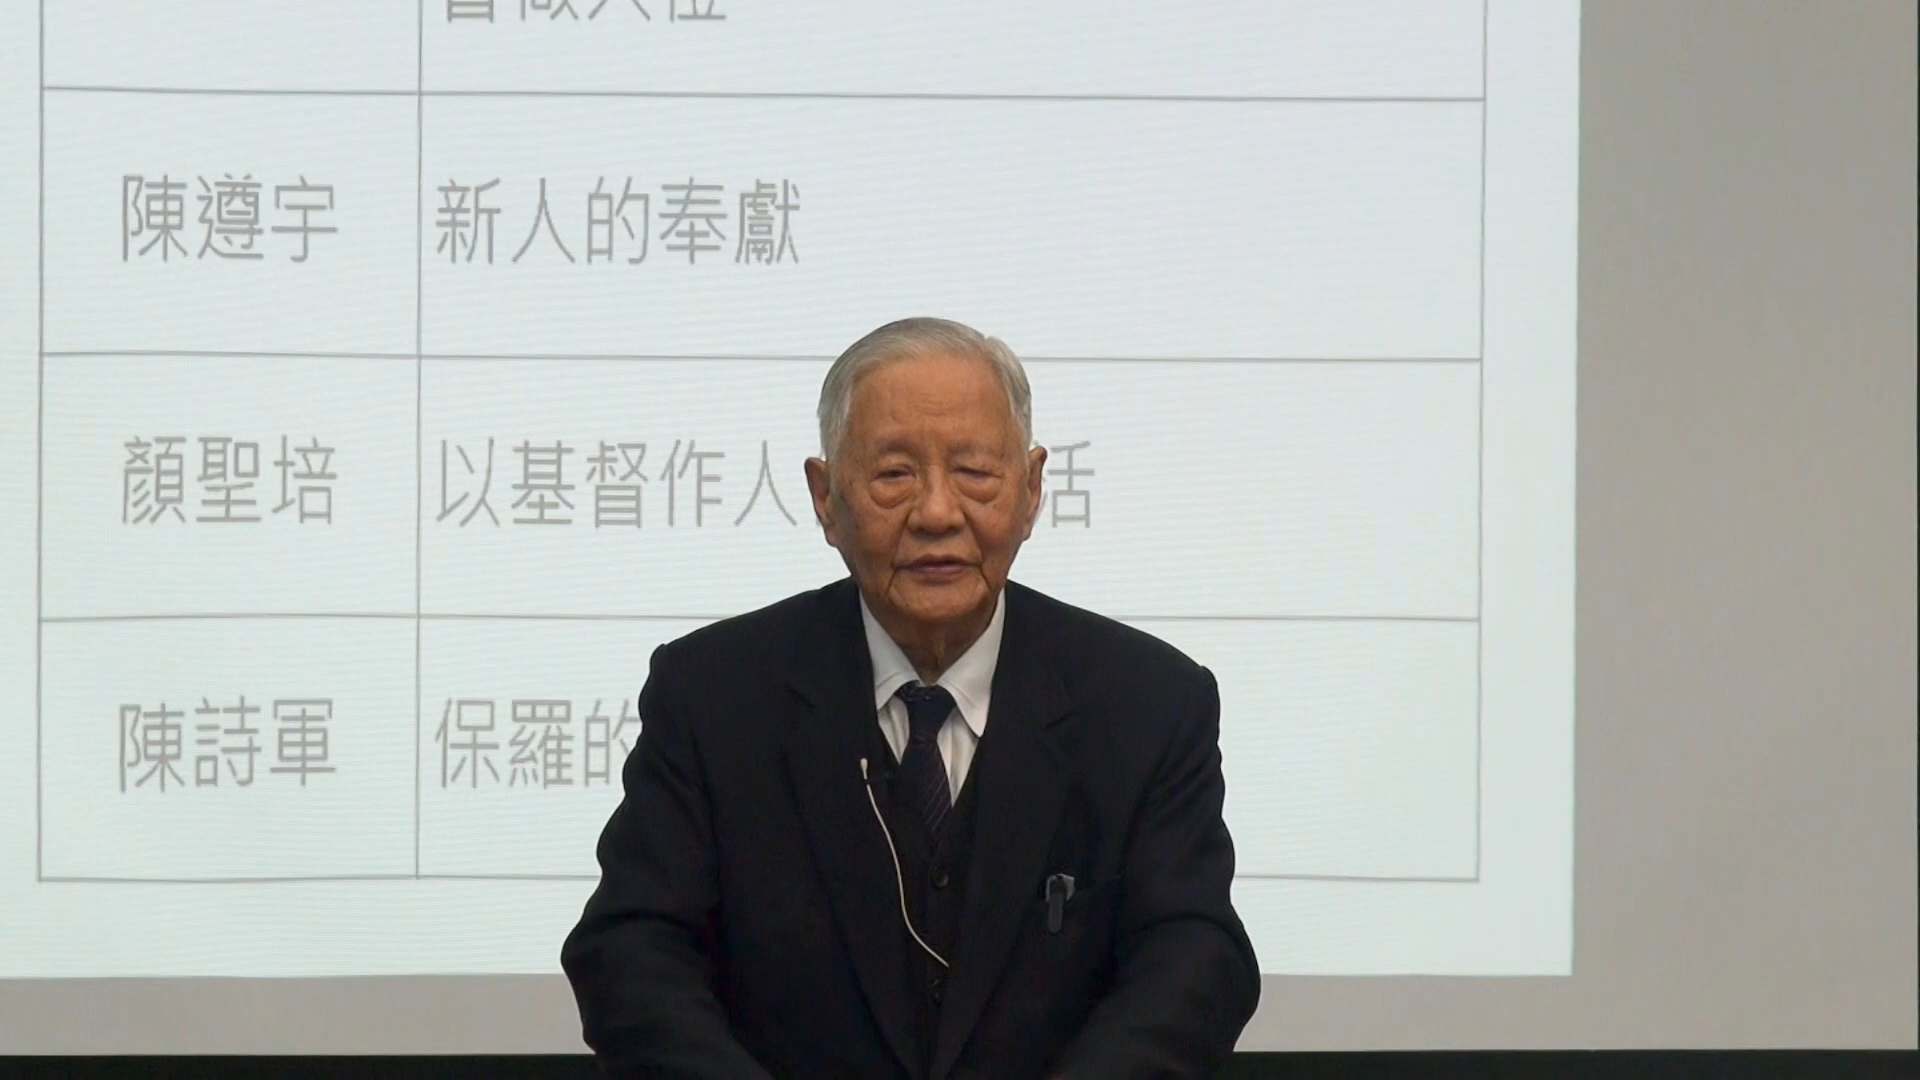 陳遵宇 新人的奉獻
顏聖培 以基督作人 活
陳詩軍 保羅的